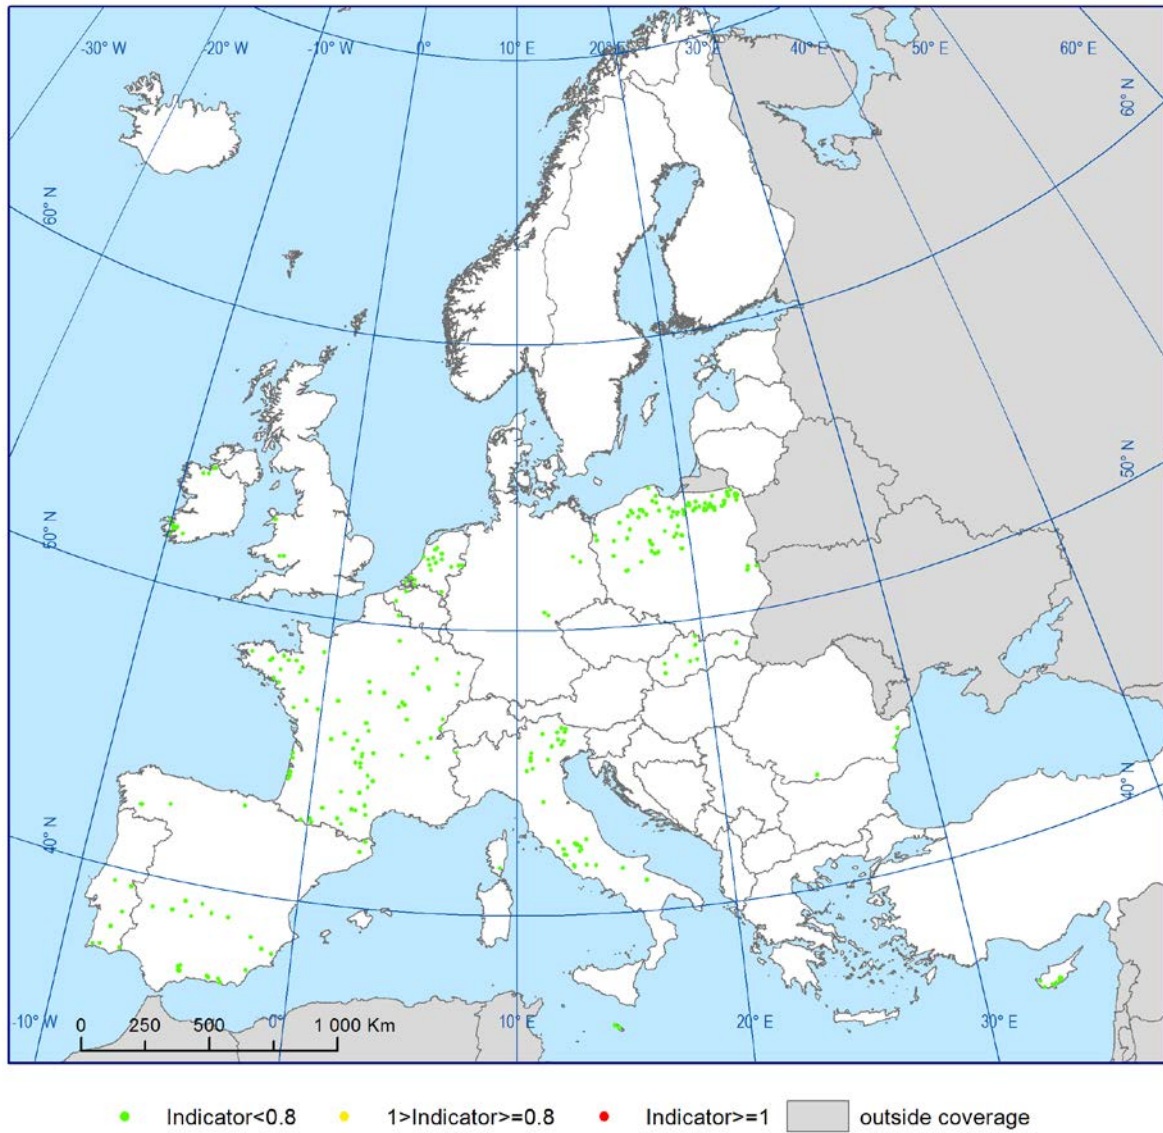 -30° W 20° W -10° W 0° 10° E 20° E 30° E 40° E 50° E 60° E
60° N
60° N
50° N
50° N
40° N
40° N
-10° W 0° 10° E 20° E 30° E
0 250 500 1 000 Km
Indicator<0.8 1>Indicator>=0.8 Indicator>=1 outside coverage